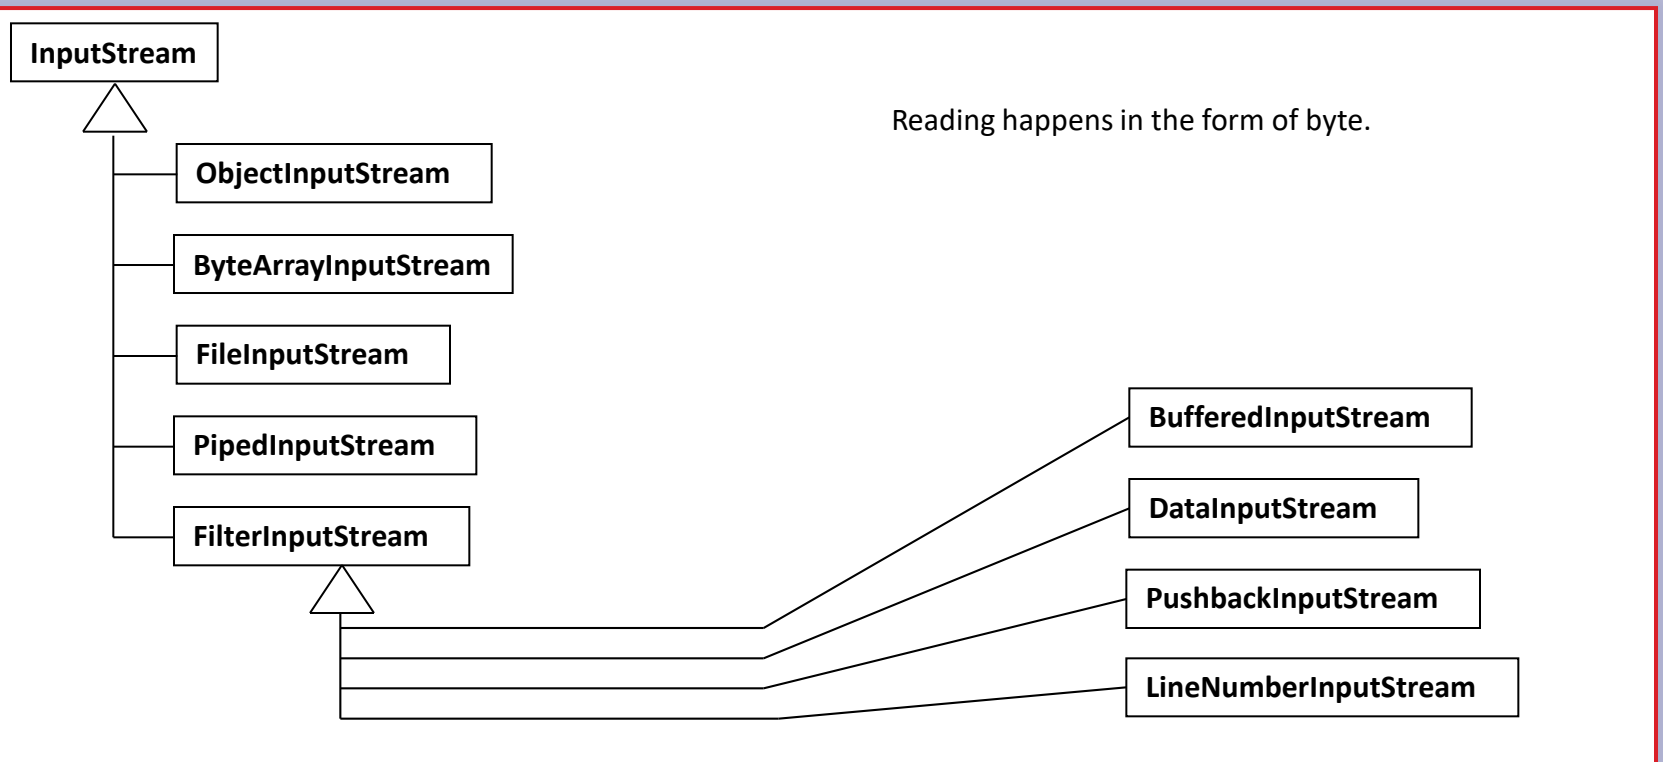 InputStream
Reading happens in the form of byte.
ObjectInputStream
ByteArrayInputStream
FileInputStream
PipedInputStream
FilterInputStream
BufferedInputStream
DataInputStream
PushbackInputStream
LineNumberInputStream